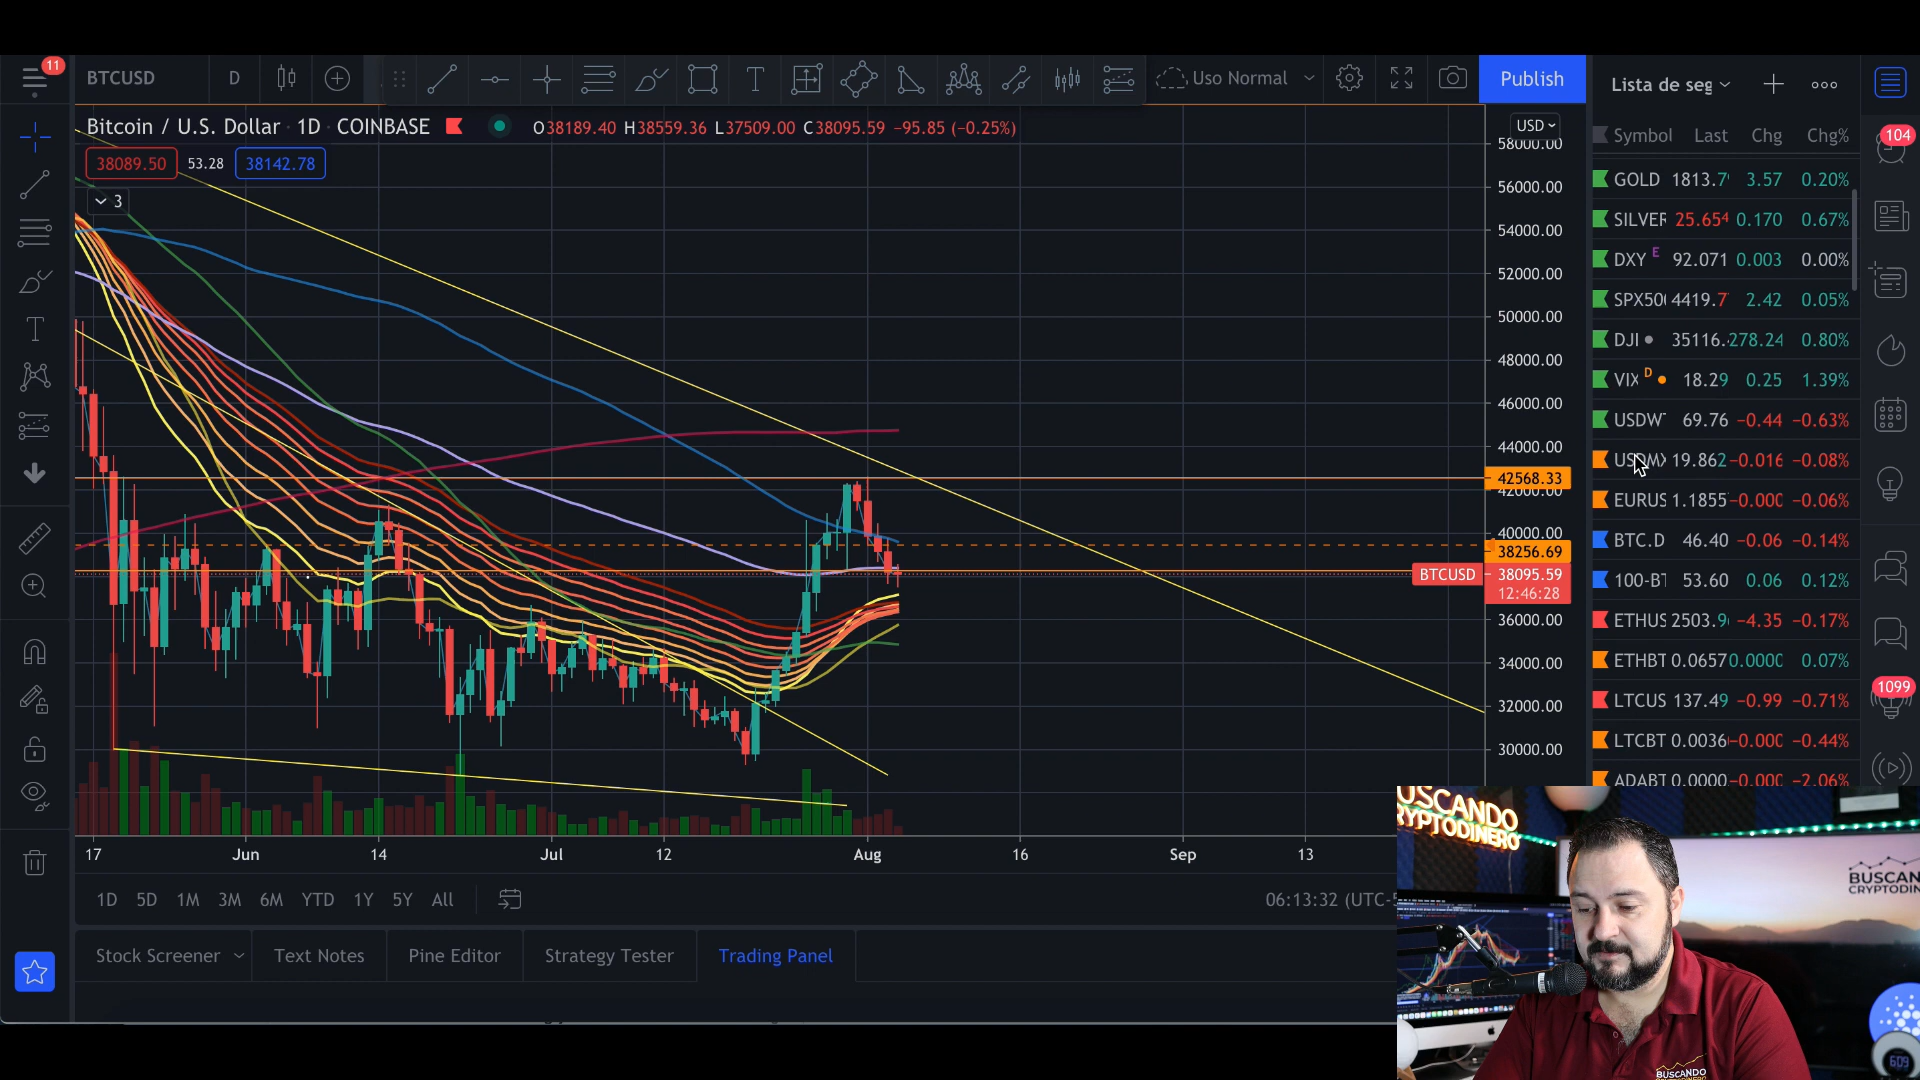 11
BTCUSD
D
T
Uso Normal
Publish
Lista de seg
Bitcoin / U.S. Dollar · 1D · COINBASE
O38189.40 H38559.36 L37509.00 C38095.59 −95.85 (−0.25%)
38089.50 53.28 38142.78
3
USD
58000.00
56000.00
54000.00
52000.00
50000.00
48000.00
46000.00
44000.00
42568.33
42000.00
40000.00
38256.69
BTCUSD 38095.59
12:46:28
36000.00
34000.00
32000.00
30000.00
Symbol Last Chg Chg%
GOLD 1813.7 3.57 0.20%
SILVER 25.654 0.170 0.67%
DXY E 92.071 0.003 0.00%
SPX50 4419.7 2.42 0.05%
DJI 35116. 278.24 0.80%
VIX D 18.29 0.25 1.39%
USDW 69.76 −0.44 −0.63%
USDM 19.862 −0.016 −0.08%
EURUS 1.1855 −0.000 −0.06%
BTC.D 46.40 −0.06 −0.14%
100-BT 53.60 0.06 0.12%
ETHUS 2503.9 −4.35 −0.17%
ETHBT 0.0657 0.0000 0.07%
LTCUS 137.49 −0.99 −0.71%
LTCBT 0.0036 −0.000 −0.44%
ADABT 0.0000 −0.000 −2.06%
104
1099
17 Jun 14 Jul 12 Aug 16 Sep 13
1D 5D 1M 3M 6M YTD 1Y 5Y All
06:13:32 (UTC-5
Stock Screener Text Notes Pine Editor Strategy Tester Trading Panel
USCANDO
RYPTODINERO
BUSCAN
CRYPTODIN
BUSCANDO
609